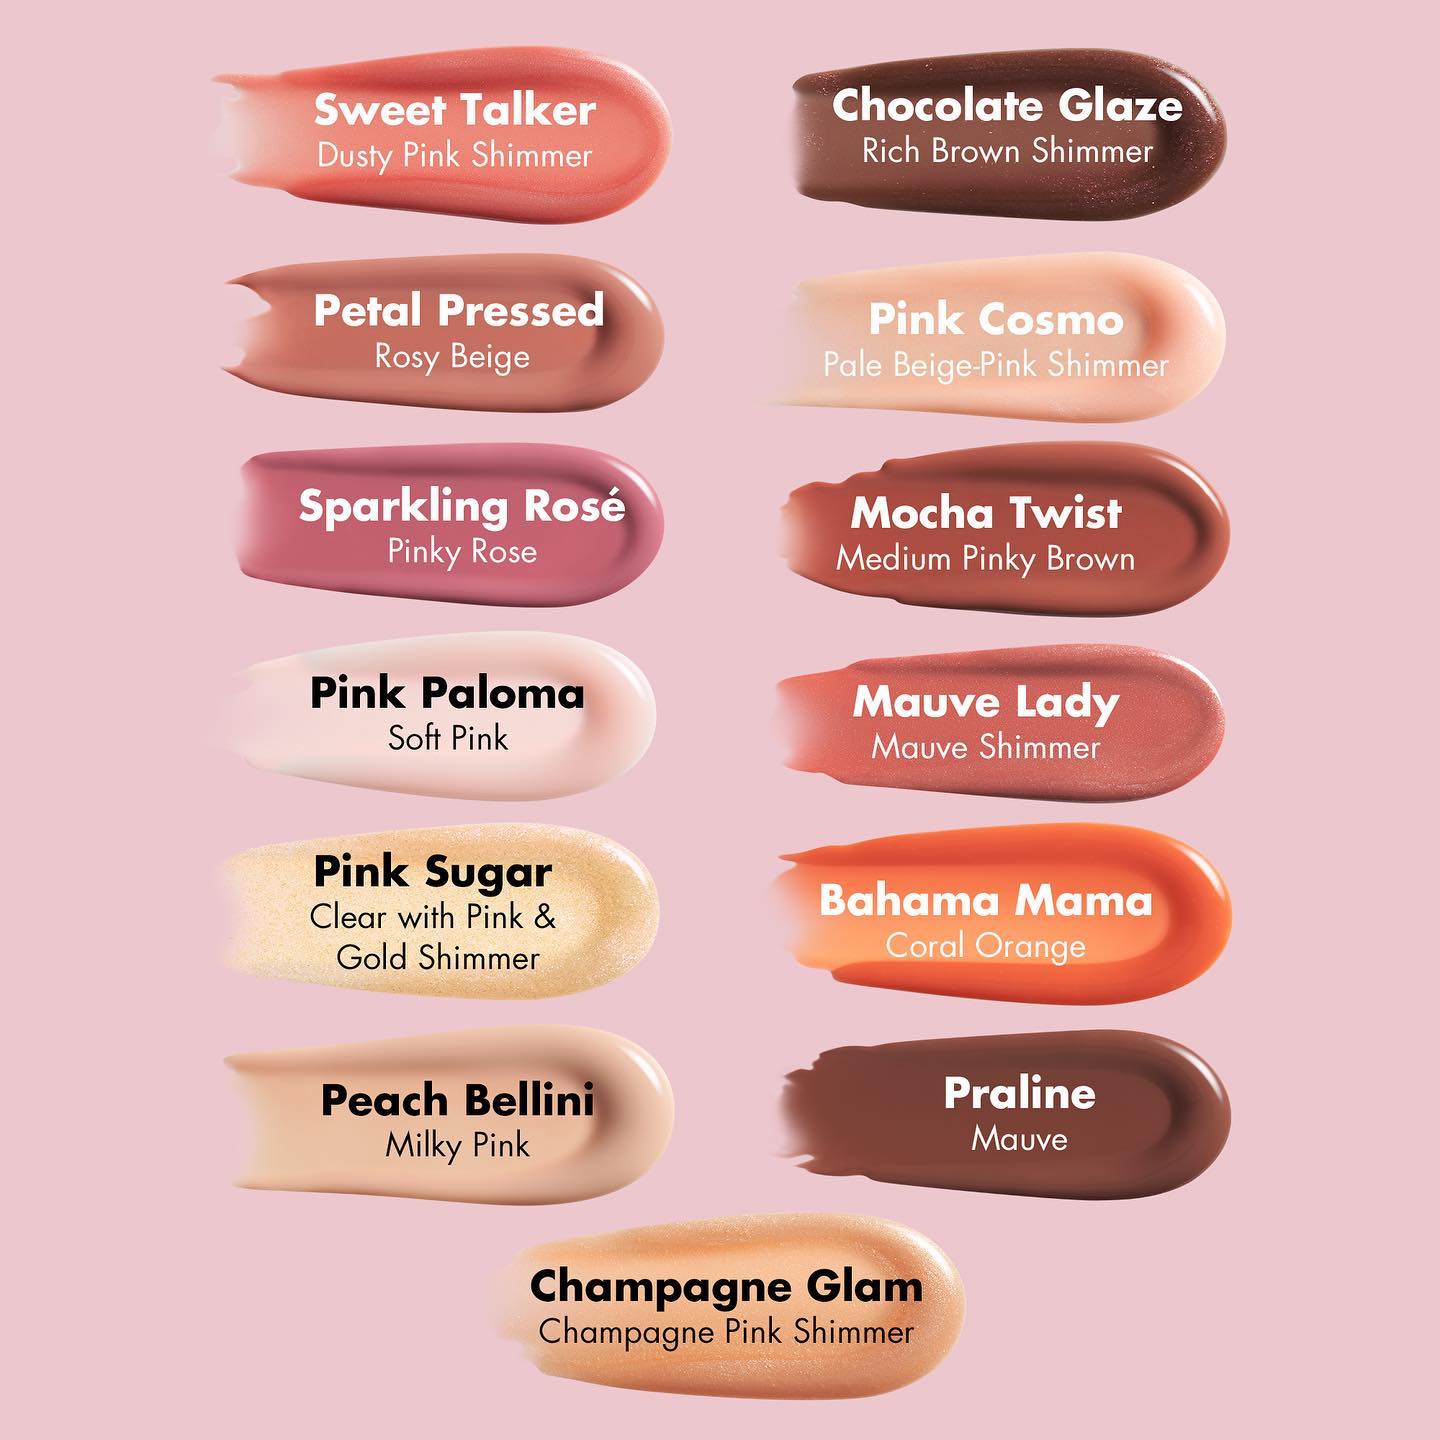 Sweet Talker
Dusty Pink Shimmer
Chocolate Glaze
Rich Brown Shimmer
Petal Pressed
Rosy Beige
Pink Cosmo
Pale Beige-Pink Shimmer
Sparkling Rosé
Pinky Rose
Mocha Twist
Medium Pinky Brown
Pink Paloma
Soft Pink
Mauve Lady
Mauve Shimmer
Pink Sugar
Clear with Pink &
Gold Shimmer
Bahama Mama
Coral Orange
Peach Bellini
Milky Pink
Praline
Mauve
Champagne Glam
Champagne Pink Shimmer